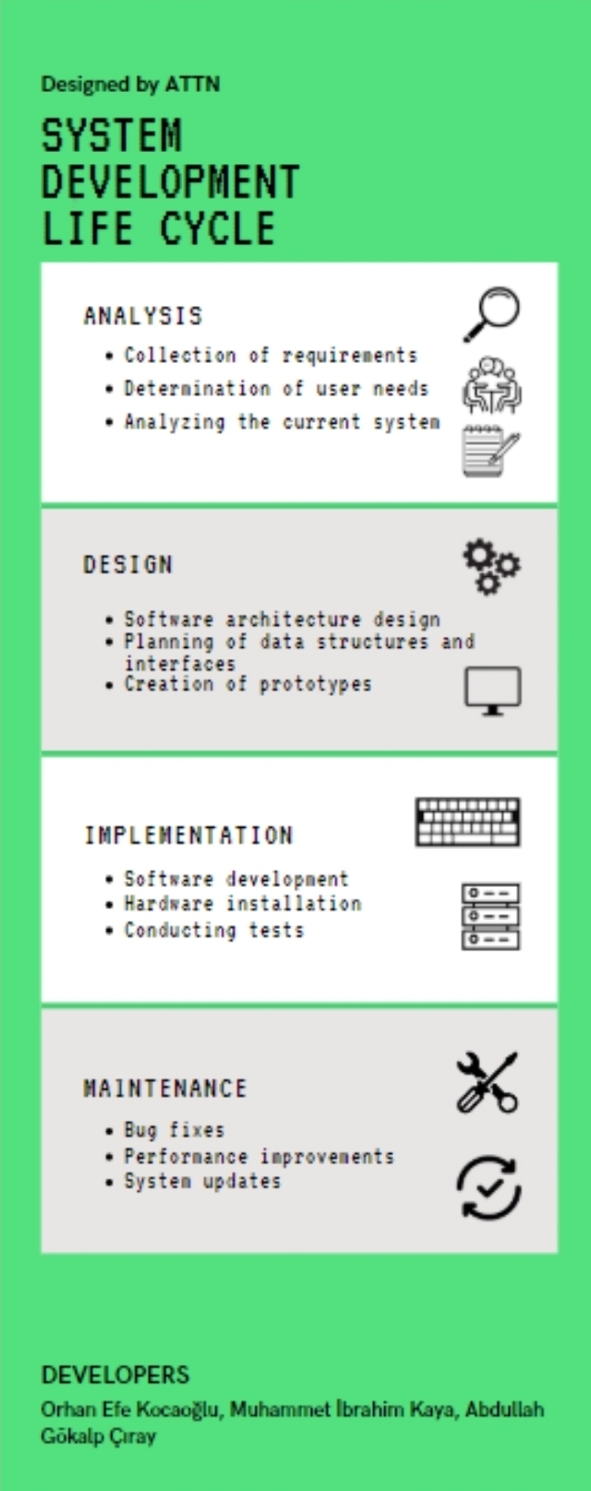 Designed by ATTN
SYSTEM
DEVELOPMENT
LIFE CYCLE
ANALYSIS
• Collection of requirements
• Determination of user needs
• Analyzing the current system
DESIGN
• Software architecture design
• Planning of data structures and
interfaces
• Creation of prototypes
IMPLEMENTATION
• Software development
• Hardware installation
• Conducting tests
MAINTENANCE
• Bug fixes
• Performance improvements
• System updates
DEVELOPERS
Orhan Efe Kocaoğlu, Muhammet İbrahim Kaya, Abdullah
Gökalp Çıray